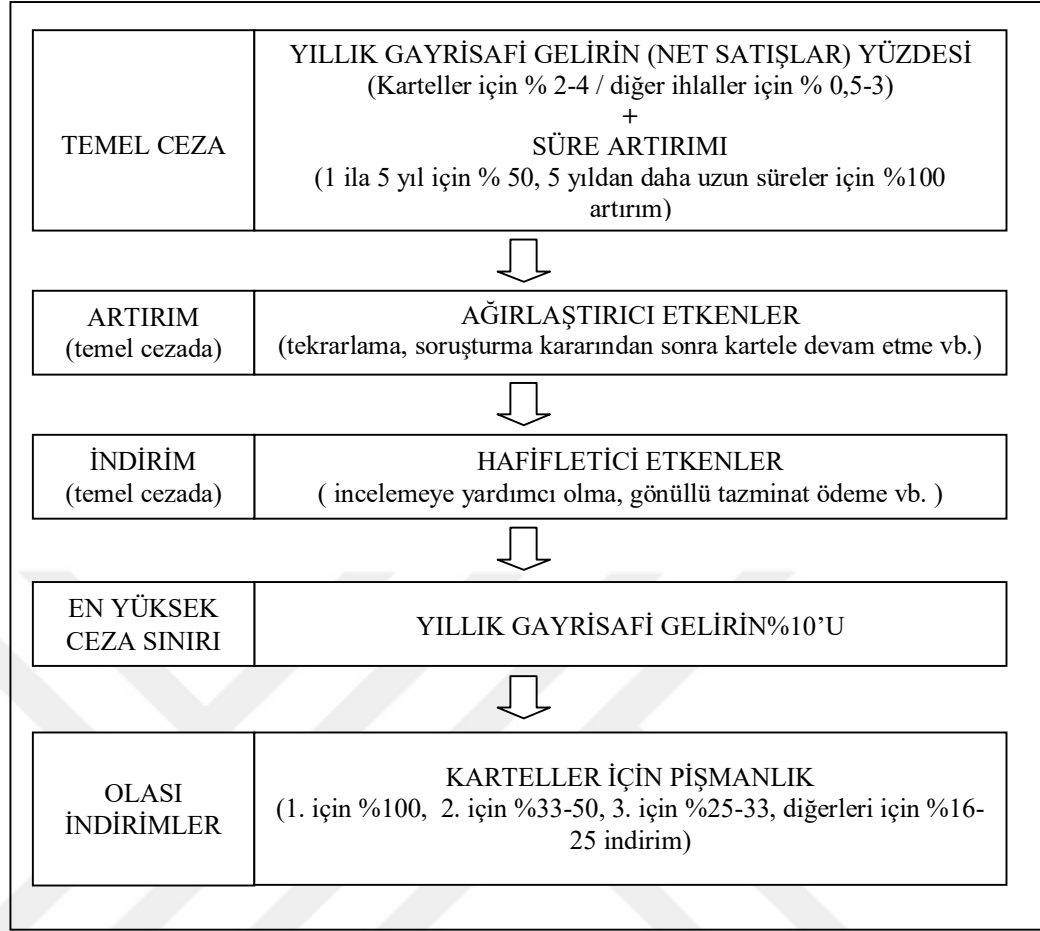 TEMEL CEZA
YILLIK GAYRİSAFİ GELİRİN (NET SATIŞLAR) YÜZDESİ
(Karteller için % 2-4 / diğer ihlaller için % 0,5-3)
+
SÜRE ARTIRIMI
(1 ila 5 yıl için % 50, 5 yıldan daha uzun süreler için %100
artırım)
ARTIRIM
(temel cezada)
AĞIRLAŞTIRICI ETKENLER
(tekrarlama, soruşturma kararından sonra kartele devam etme vb.)
İNDİRİM
(temel cezada)
HAFİFLETİCİ ETKENLER
( incelemeye yardımcı olma, gönüllü tazminat ödeme vb. )
EN YÜKSEK
CEZA SINIRI
YILLIK GAYRİSAFİ GELİRİN%10’U
OLASI
İNDİRİMLER
KARTELLER İÇİN PİŞMANLIK
(1. için %100, 2. için %33-50, 3. için %25-33, diğerleri için %16-
25 indirim)